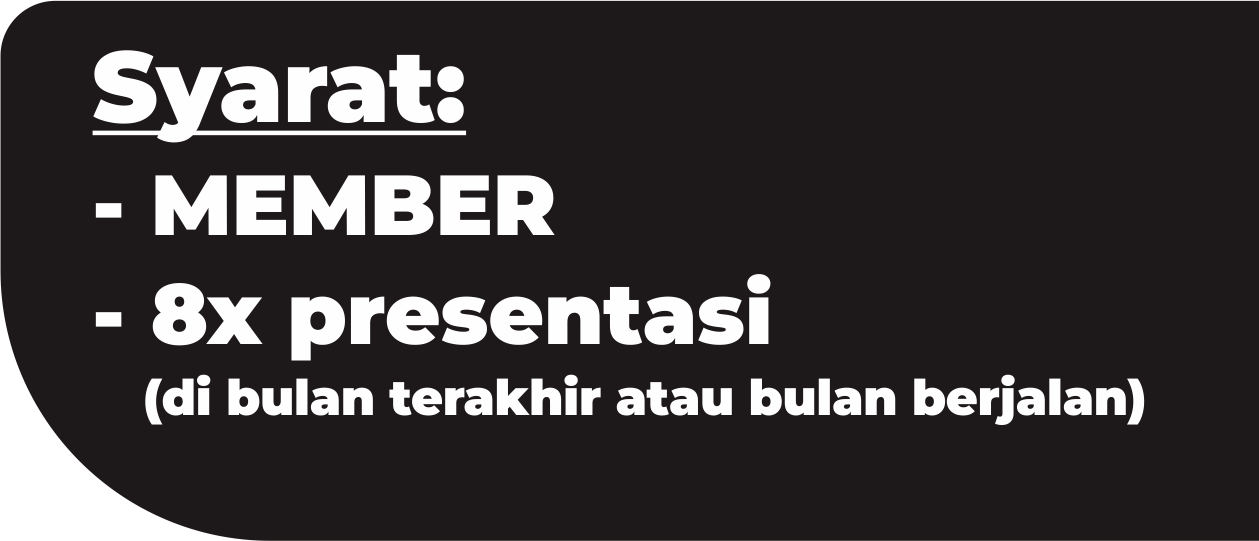 Syarat:
- MEMBER
- 8x presentasi
(di bulan terakhir atau bulan berjalan)